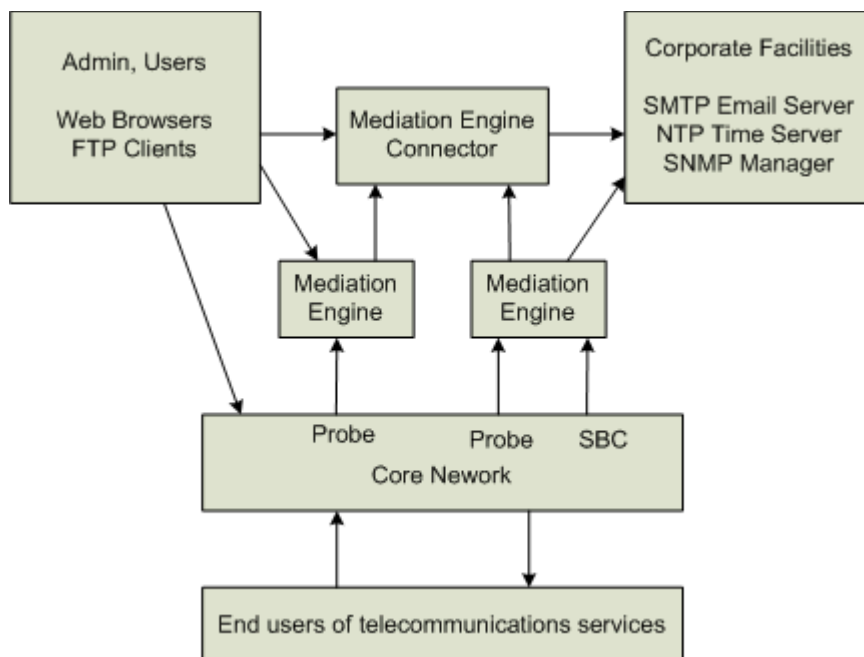 Admin, Users
Web Browsers
FTP Clients
Mediation Engine
Connector
Corporate Facilities
SMTP Email Server
NTP Time Server
SNMP Manager
Mediation
Engine
Mediation
Engine
Probe
Probe
SBC
Core Nework
End users of telecommunications services